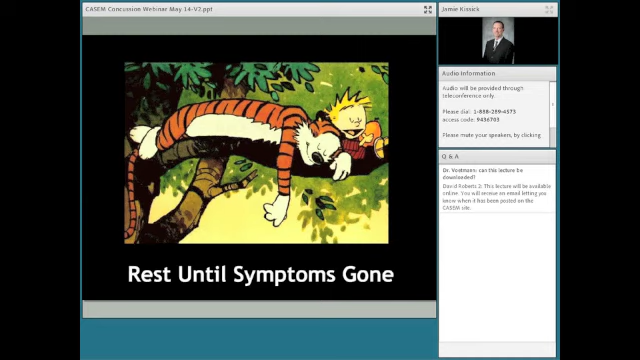 CASEM Concussion Webinar May 14-V2.ppt
Rest Until Symptoms Gone
Jamie Kissick
Audio Information
Audio will be provided through
teleconference only.
Please dial: 1-888-289-4573
access code: 9436703
Please mute your speakers, by clicking
Q & A
Dr. Vostmann: can this lecture be
downloaded?
David Roberts 2: This lecture will be available
online. You will receive an email letting you
know when it has been posted on the
CASEM site.